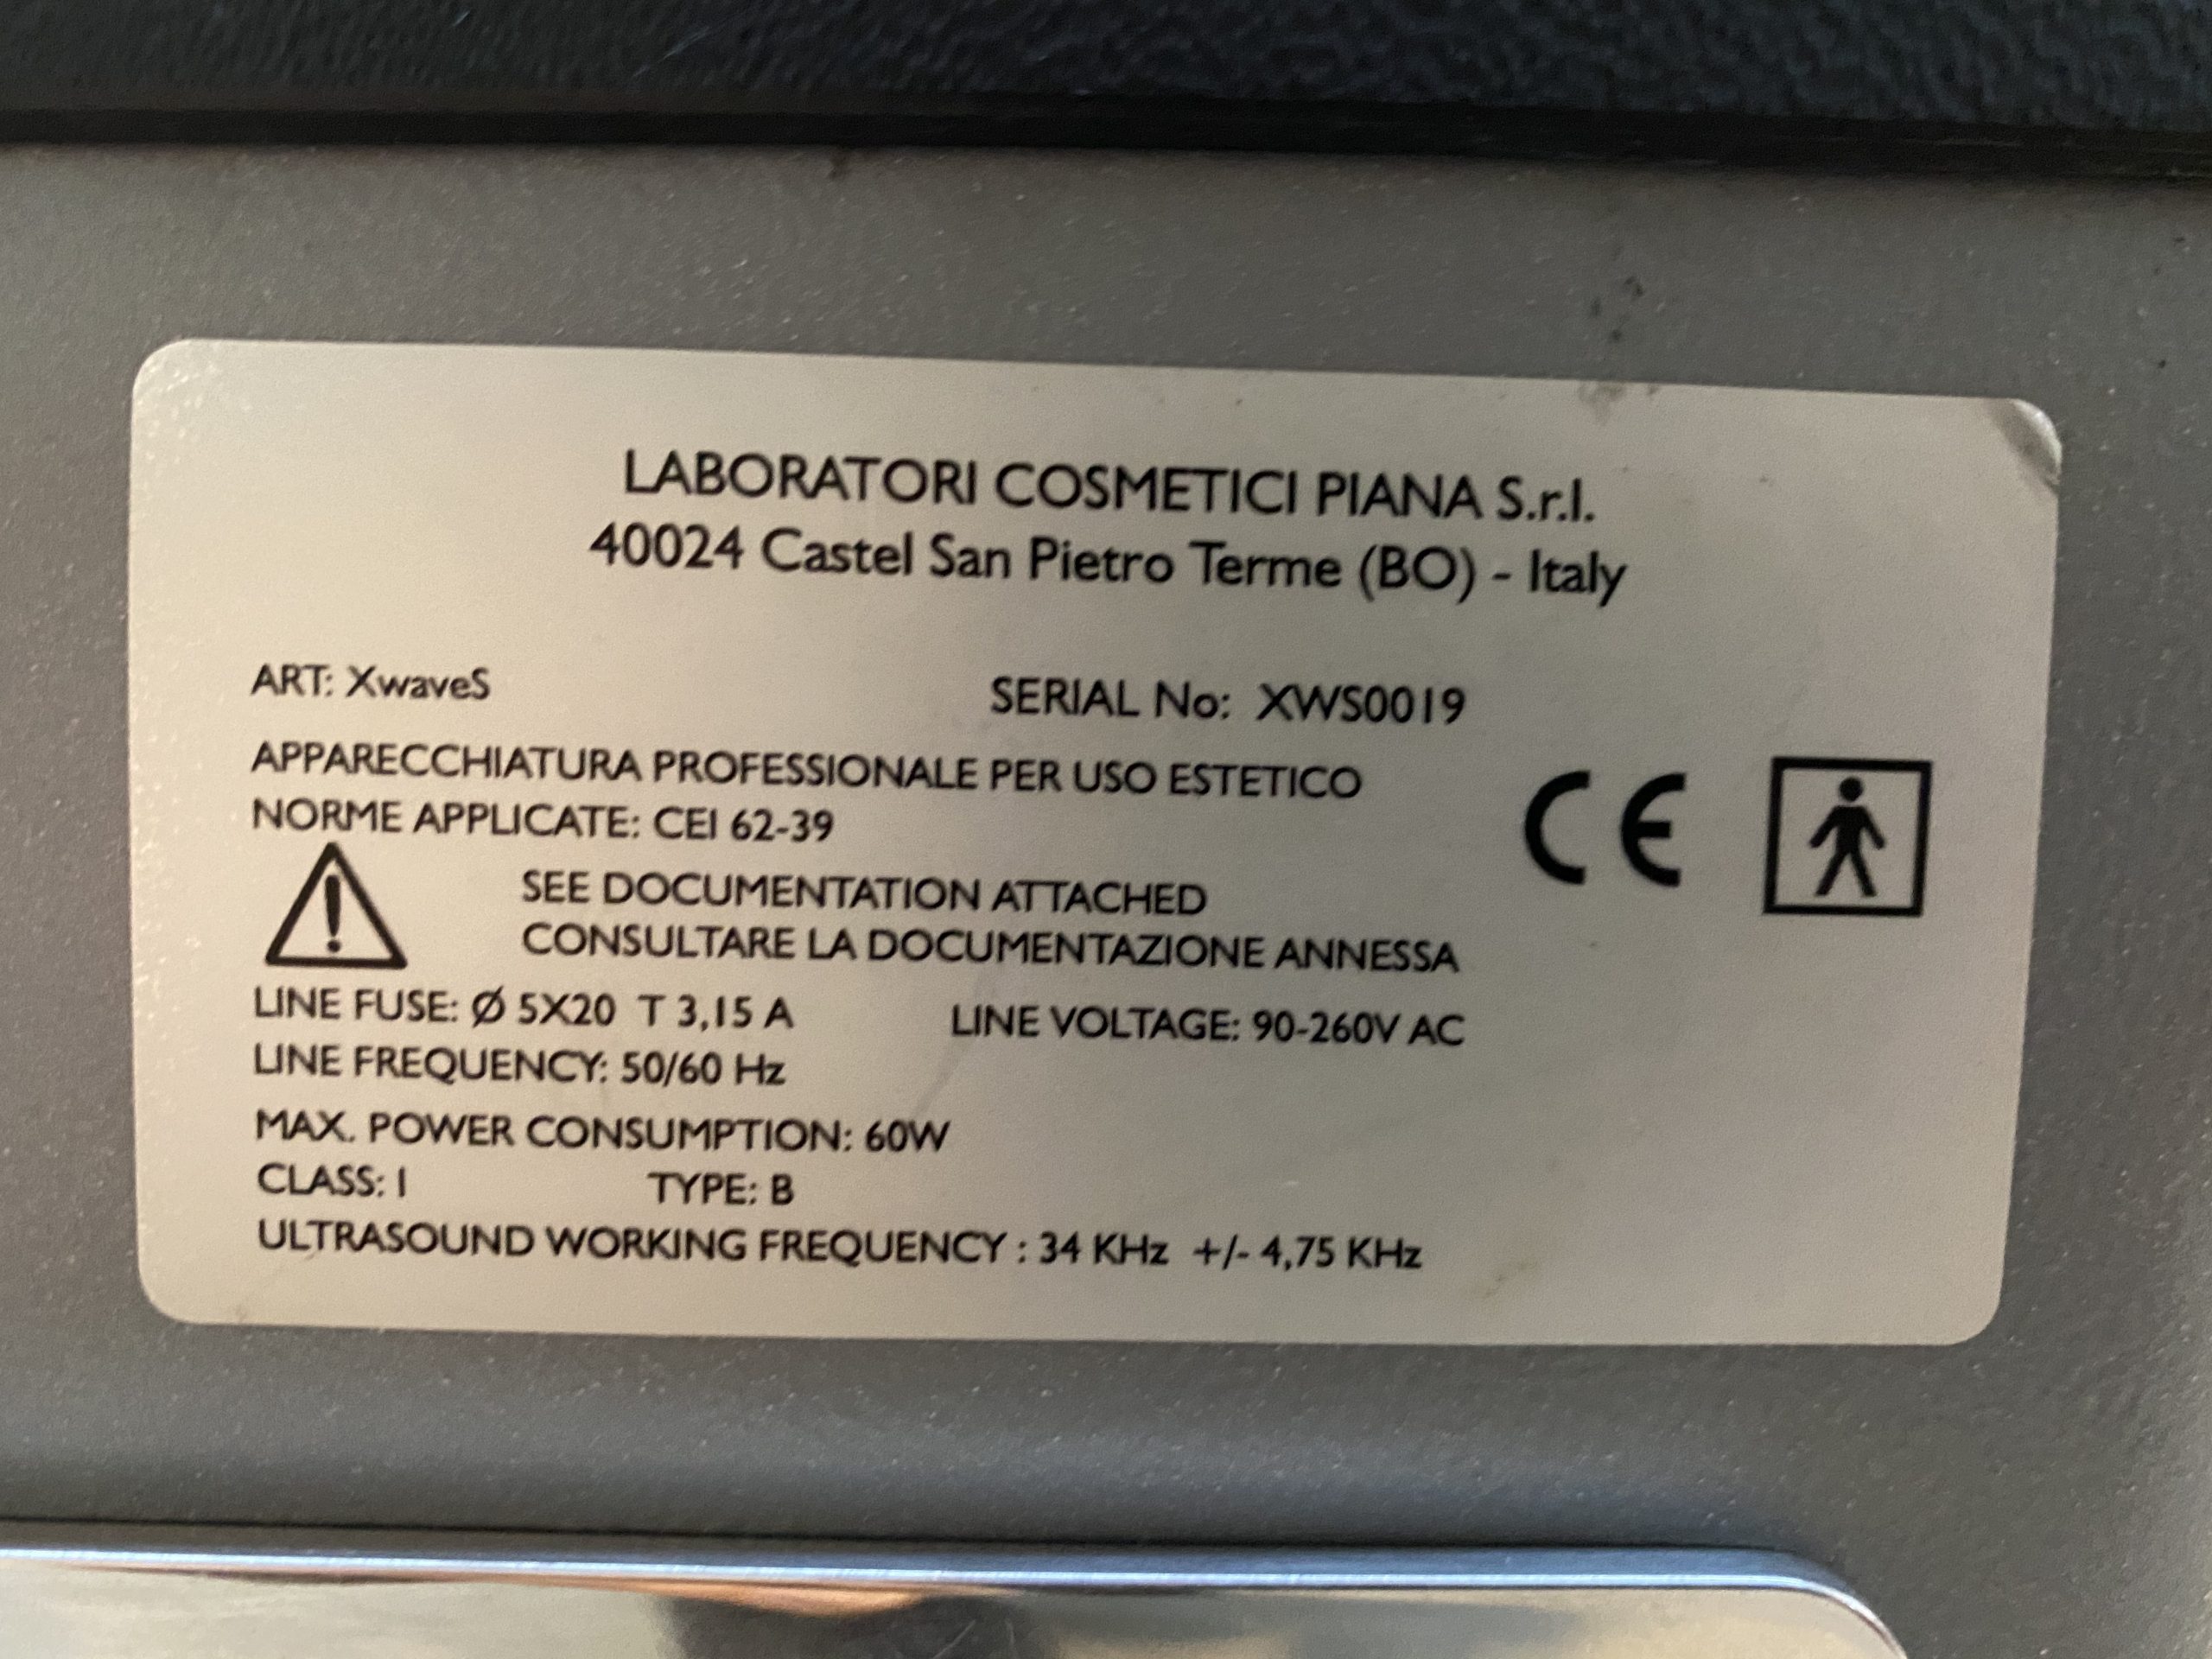 LABORATORI COSMETICI PIANA S.r.l.
40024 Castel San Pietro Terme (BO) - Italy
ART: XwaveS SERIAL No: XWS0019
APPARECCHIATURA PROFESSIONALE PER USO ESTETICO
NORME APPLICATE: CEI 62-39
CE
SEE DOCUMENTATION ATTACHED
CONSULTARE LA DOCUMENTAZIONE ANNESSA
LINE FUSE: Ø 5X20 T 3,15 A LINE VOLTAGE: 90-260V AC
LINE FREQUENCY: 50/60 Hz
MAX. POWER CONSUMPTION: 60W
CLASS: I TYPE: B
ULTRASOUND WORKING FREQUENCY : 34 KHz +/- 4,75 KHz